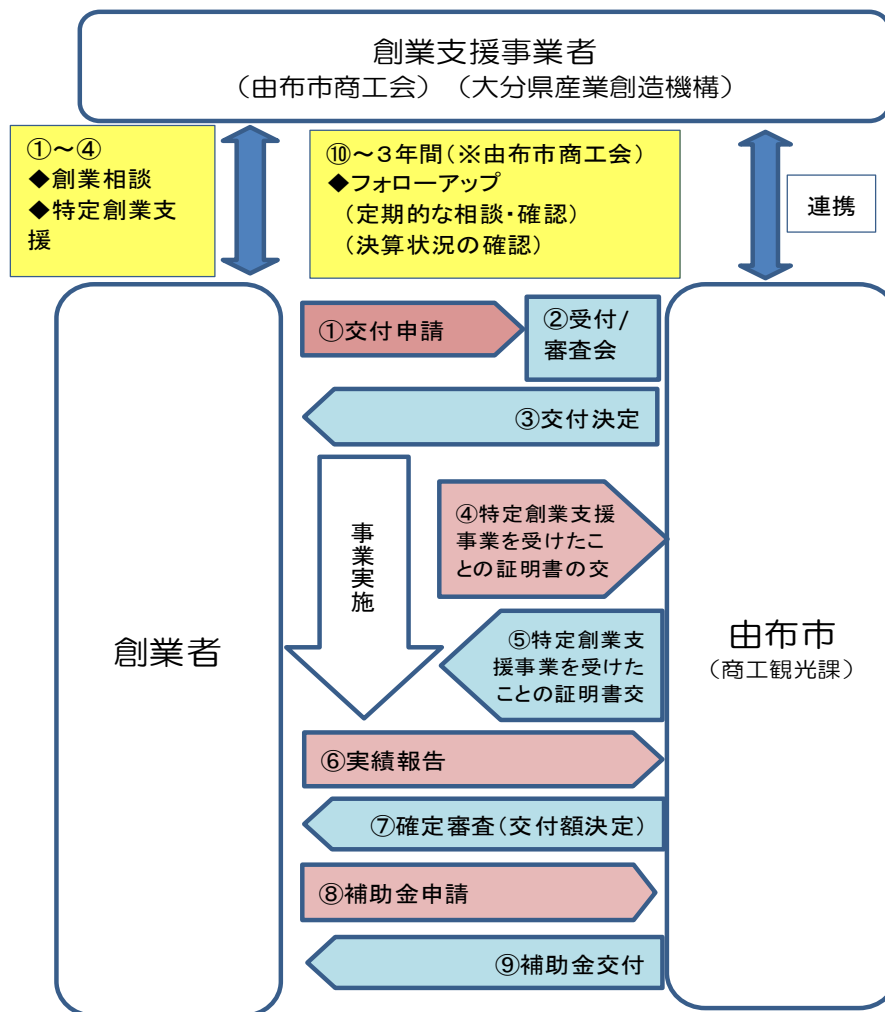 創業支援事業者
（由布市商工会）（大分県産業創造機構）
①～④
◆創業相談
◆特定創業支
援
⑩～３年間（※由布市商工会）
◆フォローアップ
（定期的な相談・確認）
（決算状況の確認）
連携
①交付申請
②受付/
審査会
③交付決定
事業実施
④特定創業支援
事業を受けたこ
との証明書の交
⑤特定創業支
援事業を受けた
ことの証明書交
創業者
由布市
（商工観光課）
⑥実績報告
⑦確定審査（交付額決定）
⑧補助金申請
⑨補助金交付